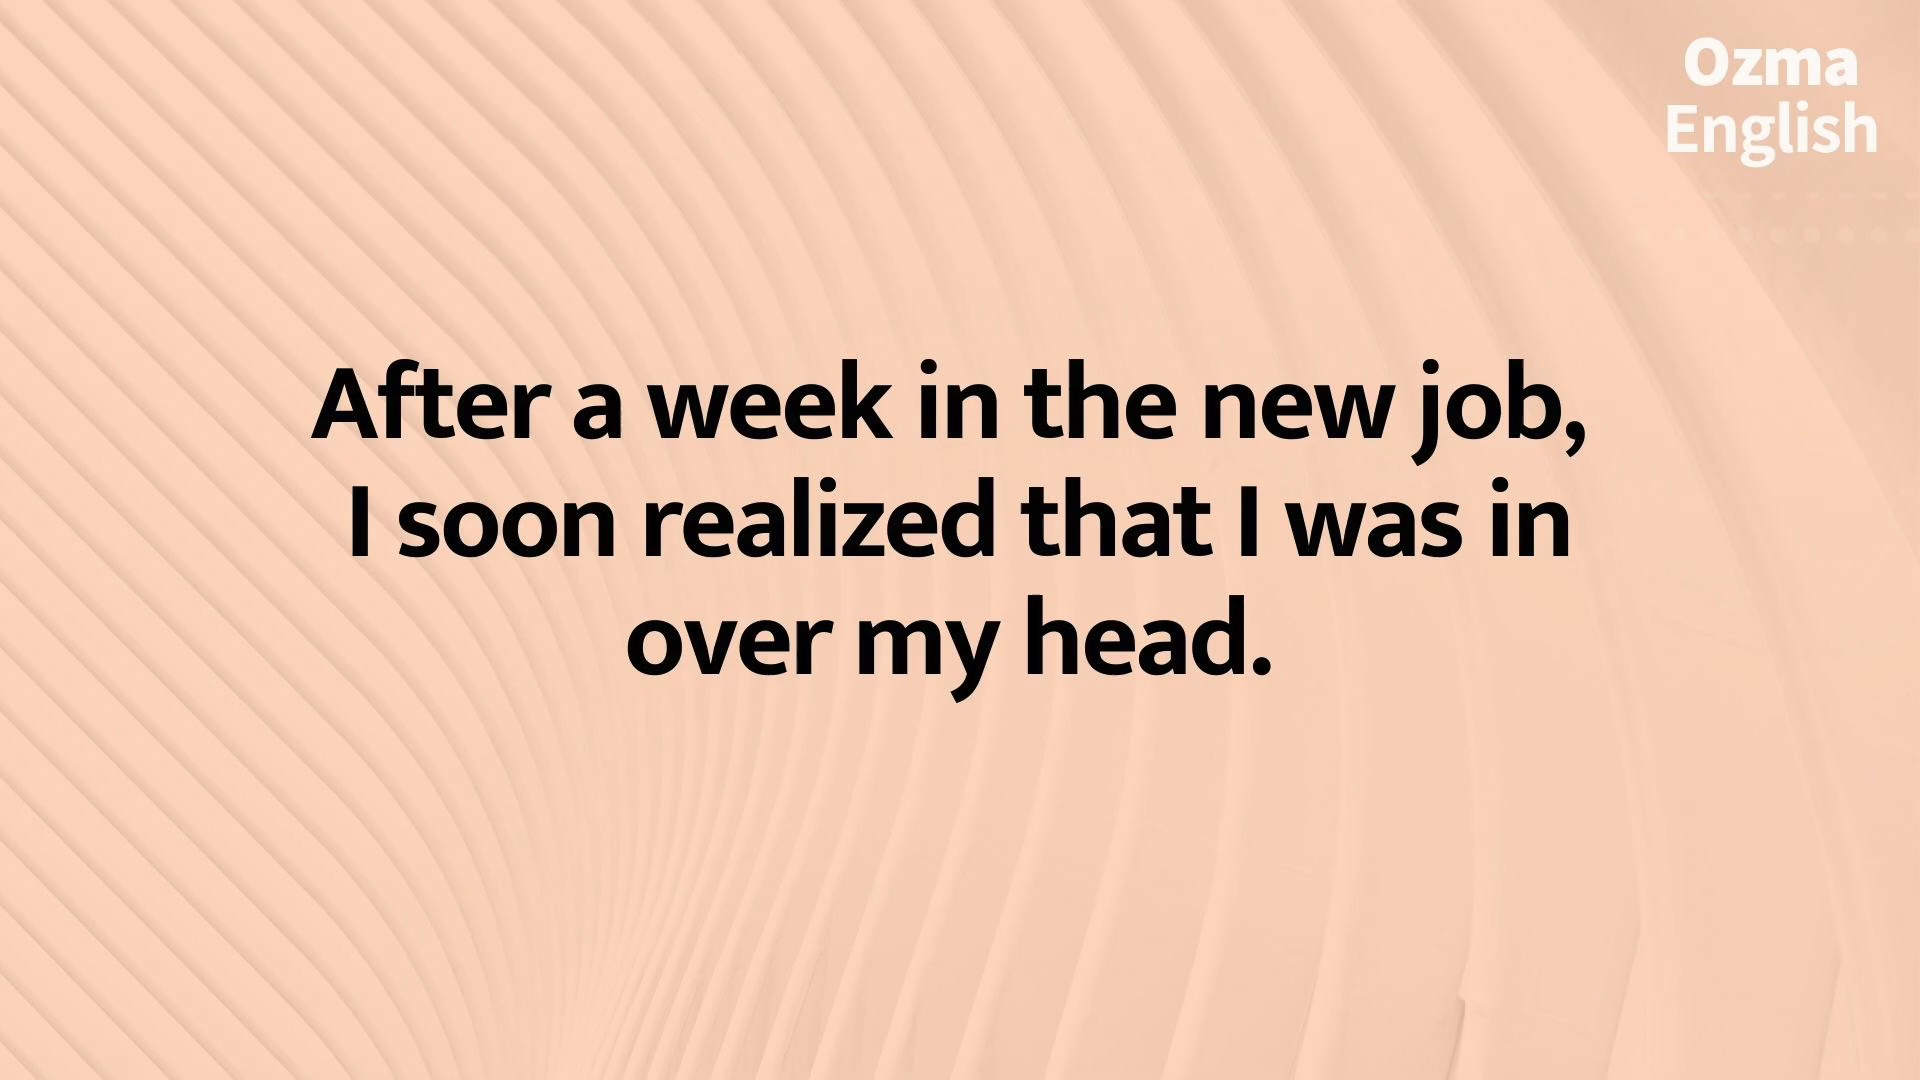 Ozma
English
After a week in the new job,
I soon realized that I was in
over my head.